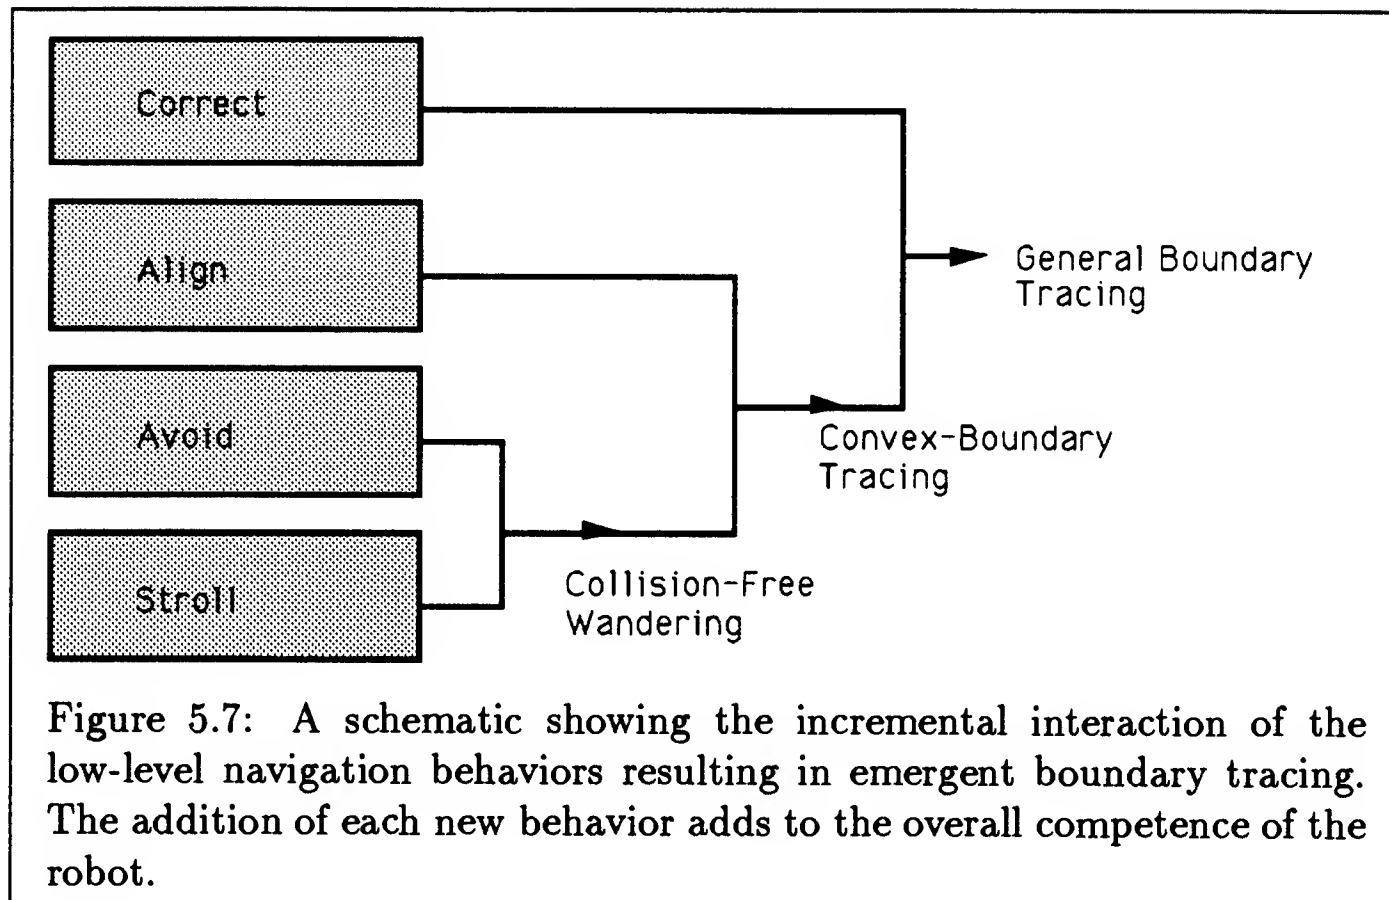 Correct
Align
Avoid
Stroll
General Boundary
Tracing
Convex-Boundary
Tracing
Collision-Free
Wandering
Figure 5.7: A schematic showing the incremental interaction of the
low-level navigation behaviors resulting in emergent boundary tracing.
The addition of each new behavior adds to the overall competence of the
robot.